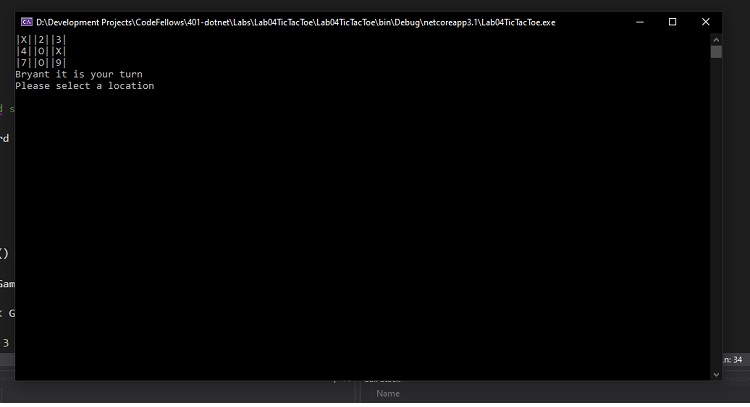 D:\Development Projects\CodeFellows\401-dotnet\Labs\Lab04TicTacToe\Lab04TicTacToe\bin\Debug\netcoreapp3.1\Lab04TicTacToe.exe
|X||2||3|
|4||O||X|
|7||O||9|
Bryant it is your turn
Please select a location
d s
rd
()
Gam
G
3
n: 34
Name